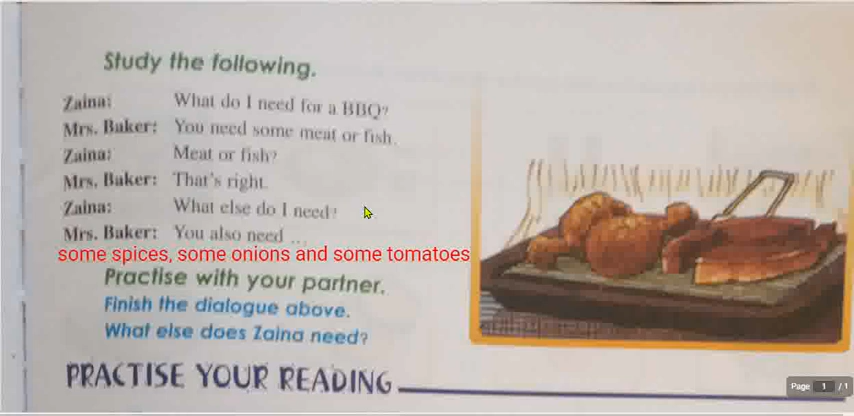 Study the following.
Zaina: What do I need for a BBQ?
Mrs. Baker: You need some meat or fish.
Zaina: Meat or fish?
Mrs. Baker: That's right.
Zaina: What else do I need?
Mrs. Baker: You also need ...
some spices, some onions and some tomatoes
Practise with your partner.
Finish the dialogue above.
What else does Zaina need?
PRACTISE YOUR READING
Page 1 / 1